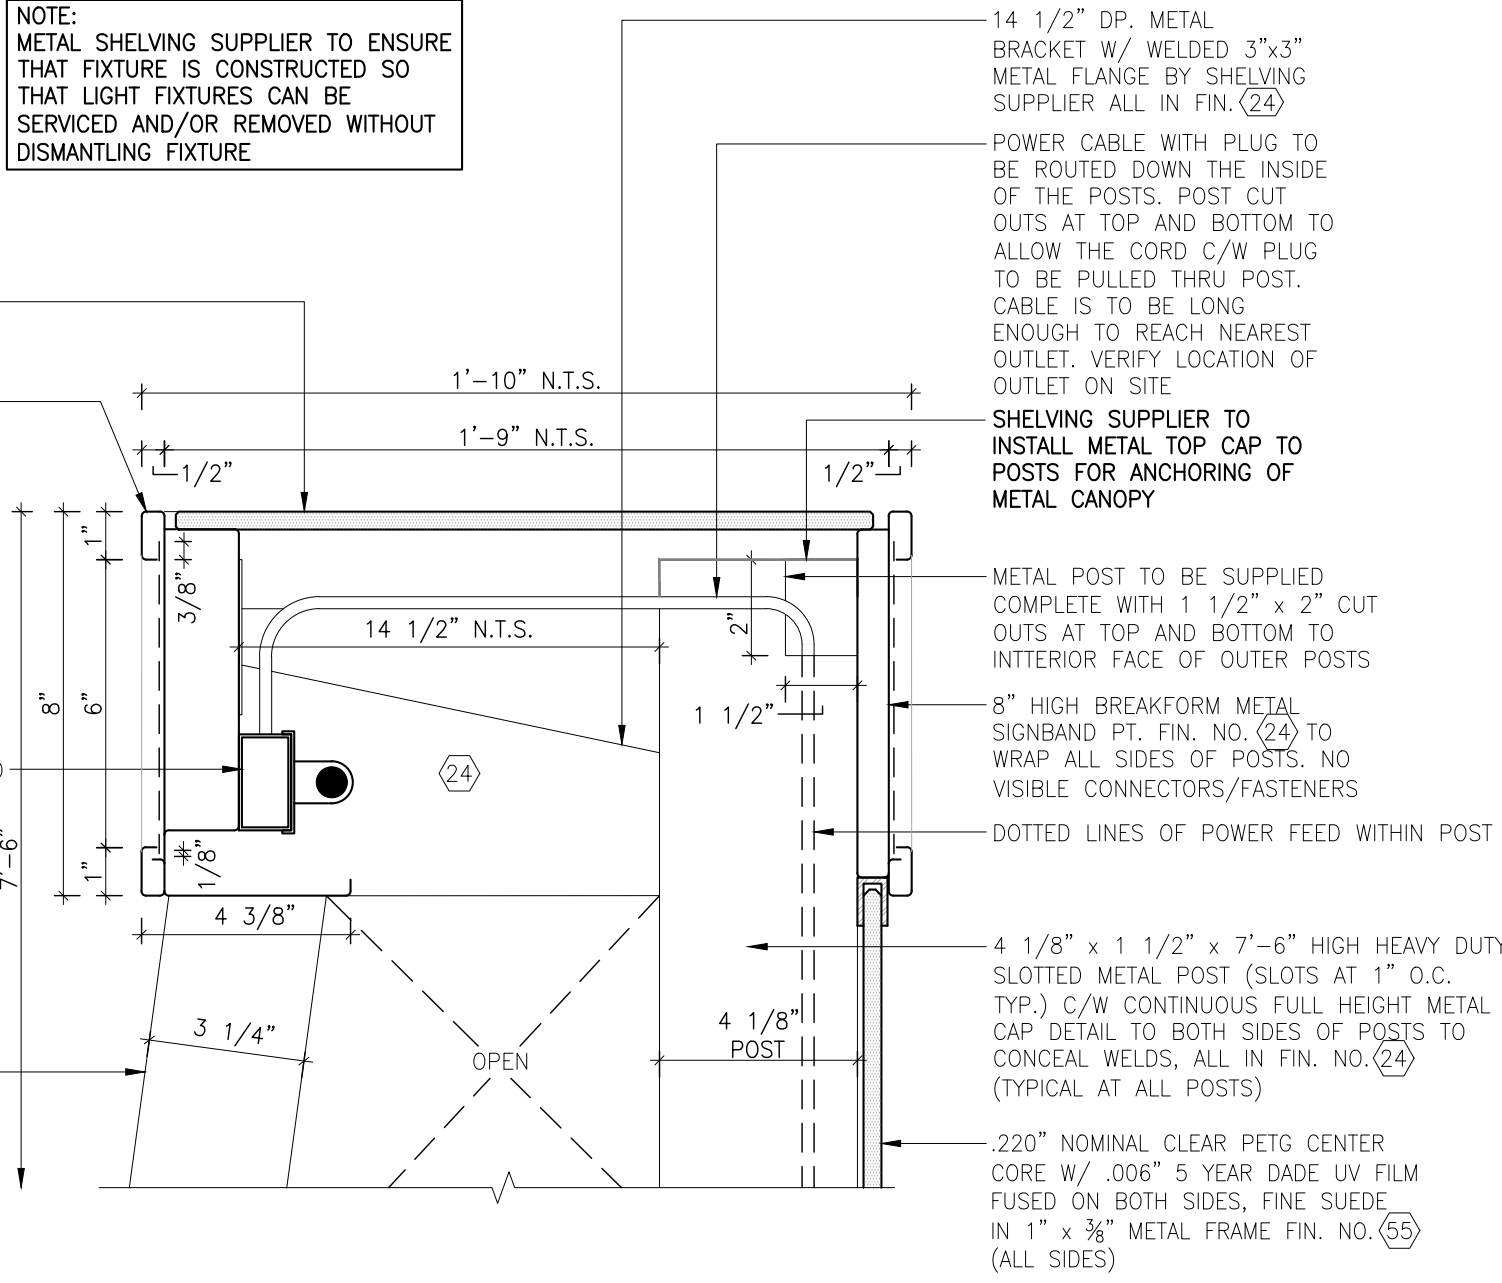 NOTE:
METAL SHELVING SUPPLIER TO ENSURE
THAT FIXTURE IS CONSTRUCTED SO
THAT LIGHT FIXTURES CAN BE
SERVICED AND/OR REMOVED WITHOUT
DISMANTLING FIXTURE
14 1/2" DP. METAL
BRACKET W/ WELDED 3"x3"
METAL FLANGE BY SHELVING
SUPPLIER ALL IN FIN. 24
POWER CABLE WITH PLUG TO
BE ROUTED DOWN THE INSIDE
OF THE POSTS. POST CUT
OUTS AT TOP AND BOTTOM TO
ALLOW THE CORD C/W PLUG
TO BE PULLED THRU POST.
CABLE IS TO BE LONG
ENOUGH TO REACH NEAREST
OUTLET. VERIFY LOCATION OF
OUTLET ON SITE
SHELVING SUPPLIER TO
INSTALL METAL TOP CAP TO
POSTS FOR ANCHORING OF
METAL CANOPY
METAL POST TO BE SUPPLIED
COMPLETE WITH 1 1/2" x 2" CUT
OUTS AT TOP AND BOTTOM TO
INTTERIOR FACE OF OUTER POSTS
8" HIGH BREAKFORM METAL
SIGNBAND PT. FIN. NO. 24 TO
WRAP ALL SIDES OF POSTS. NO
VISIBLE CONNECTORS/FASTENERS
DOTTED LINES OF POWER FEED WITHIN POST
4 1/8" x 1 1/2" x 7'-6" HIGH HEAVY DUTY
SLOTTED METAL POST (SLOTS AT 1" O.C.
TYP.) C/W CONTINUOUS FULL HEIGHT METAL
CAP DETAIL TO BOTH SIDES OF POSTS TO
CONCEAL WELDS, ALL IN FIN. NO. 24
(TYPICAL AT ALL POSTS)
.220" NOMINAL CLEAR PETG CENTER
CORE W/ .006" 5 YEAR DADE UV FILM
FUSED ON BOTH SIDES, FINE SUEDE
IN 1" x ⅜" METAL FRAME FIN. NO. 55
(ALL SIDES)
1'-10" N.T.S.
1'-9" N.T.S.
1/2"
1/2"
1"
3/8"
14 1/2" N.T.S.
2"
8"
6"
1 1/2"
24
7'-6"
1"
1/8"
4 3/8"
3 1/4"
OPEN
4 1/8"
POST